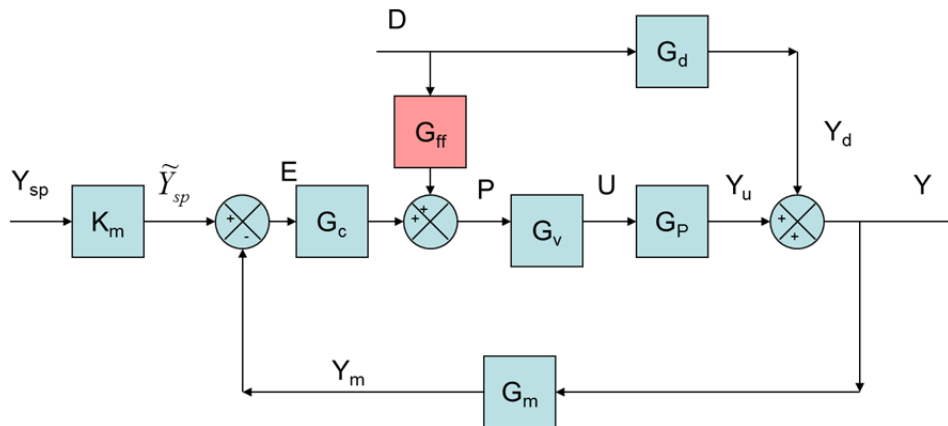 D
G_d
G_ff
Y_d
Y_sp
Ỹ_sp
E
P
U
Y_u
Y
K_m
+
-
G_c
+
+
G_v
G_P
+
+
Y_m
G_m